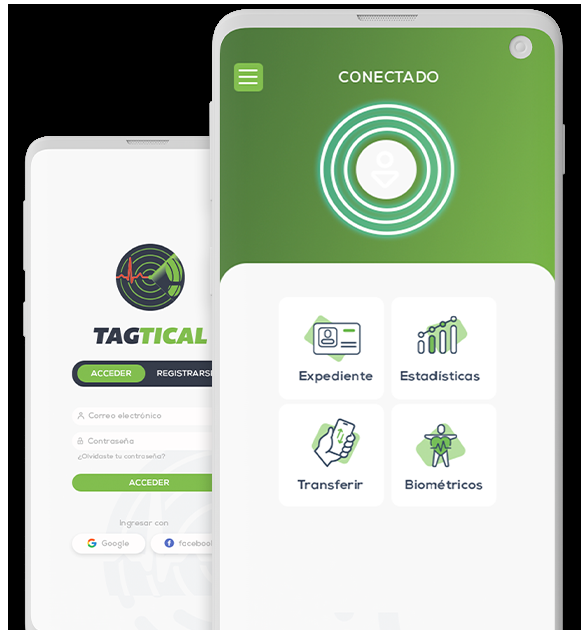 CONECTADO
Expediente
Estadísticas
Transferir
Biométricos
TAGTICAL
ACCEDER
REGISTRARSE
Correo electrónico
Contraseña
¿Olvidaste tu contraseña?
ACCEDER
Ingresar con
Google
facebook